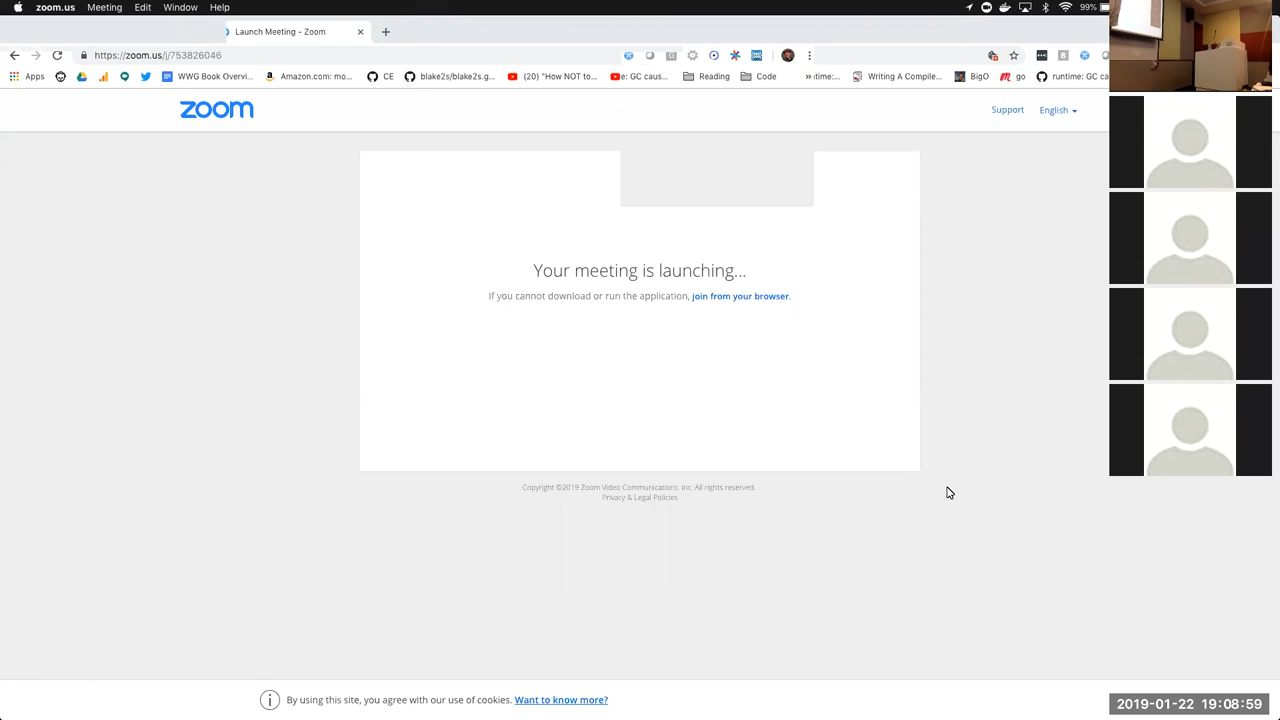 zoom.us Meeting Edit Window Help 99%
Launch Meeting - Zoom
https://zoom.us/j/753826046
Apps WWG Book Overvi... Amazon.com: mo... CE blake2s/blake2s.g... (20) "How NOT to... e: GC caus... Reading Code Writing A Compile... BigO go runtime: GC ca
zoom
Support English
Your meeting is launching...
If you cannot download or run the application, join from your browser.
Copyright ©2019 Zoom Video Communications, Inc. All rights reserved.
Privacy & Legal Policies
By using this site, you agree with our use of cookies. Want to know more?
2019-01-22 19:08:59